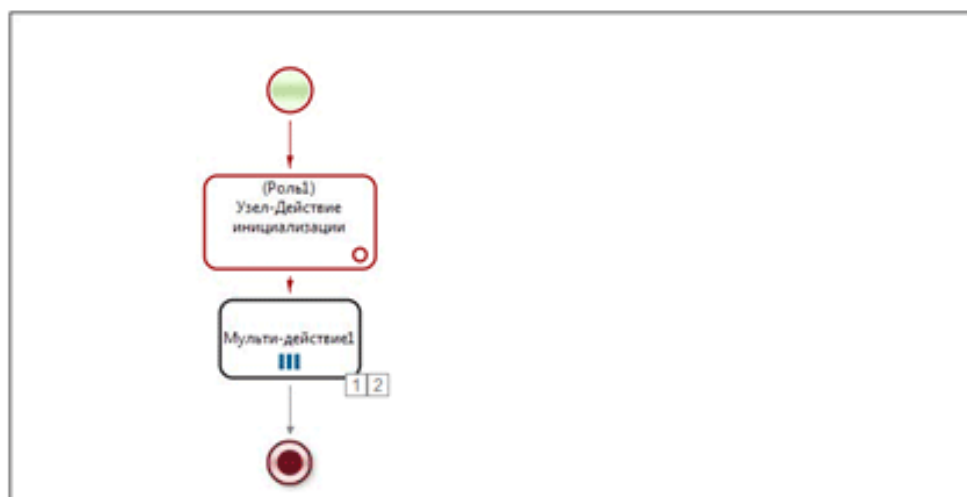 (Роль1)
Узел-Действие
инициализации
Мульти-действие1
1 2